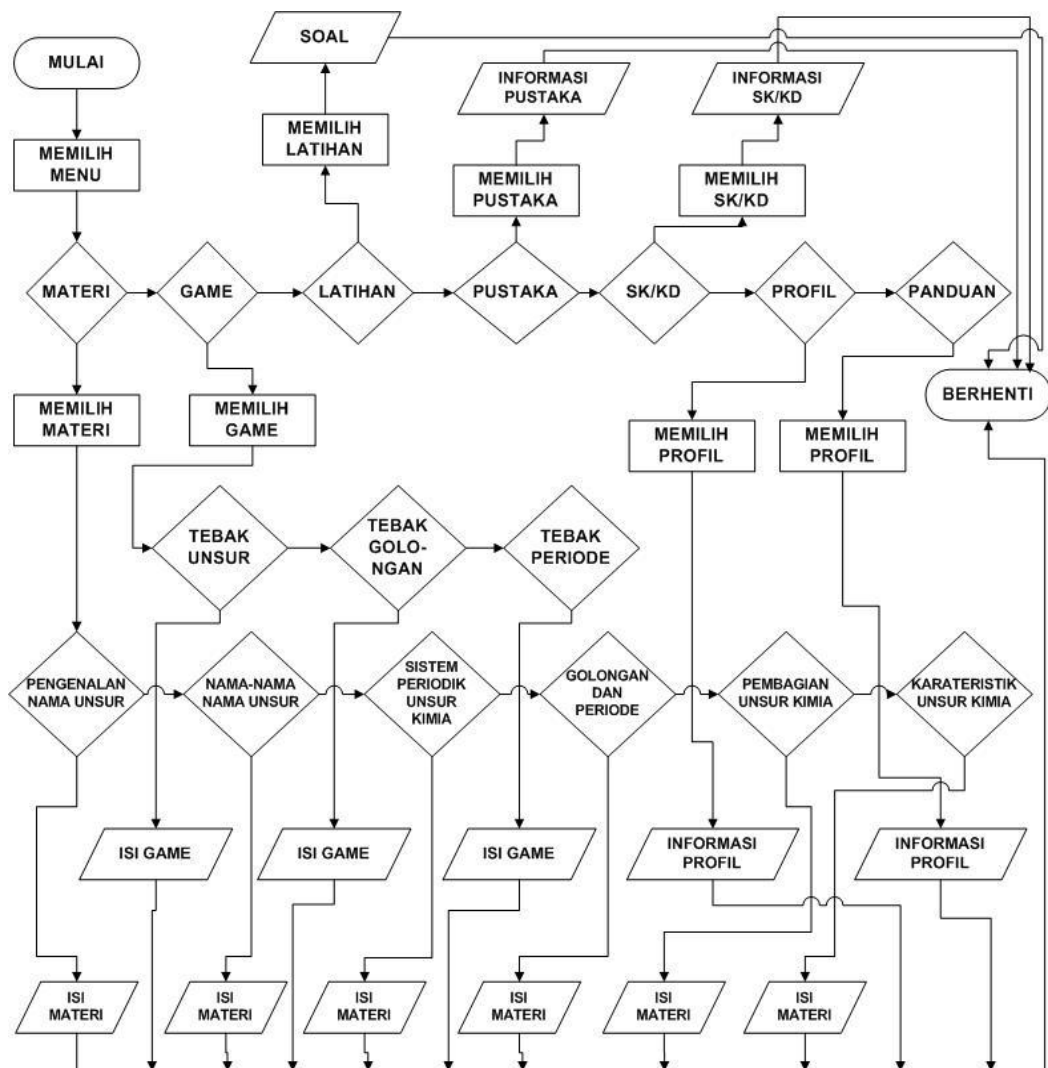 SOAL
MULAI
INFORMASI
PUSTAKA
INFORMASI
SK/KD
MEMILIH
LATIHAN
MEMILIH
MENU
MEMILIH
PUSTAKA
MEMILIH
SK/KD
MATERI
GAME
LATIHAN
PUSTAKA
SK/KD
PROFIL
PANDUAN
BERHENTI
MEMILIH
MATERI
MEMILIH
GAME
MEMILIH
PROFIL
MEMILIH
PROFIL
TEBAK
UNSUR
TEBAK
GOLO-
NGAN
TEBAK
PERIODE
PENGENALAN
NAMA UNSUR
NAMA-NAMA
NAMA UNSUR
SISTEM
PERIODIK
UNSUR
KIMIA
GOLONGAN
DAN
PERIODE
PEMBAGIAN
UNSUR KIMIA
KARATERISTIK
UNSUR KIMIA
ISI GAME
ISI GAME
ISI GAME
INFORMASI
PROFIL
INFORMASI
PROFIL
ISI
MATERI
ISI
MATERI
ISI
MATERI
ISI
MATERI
ISI
MATERI
ISI
MATERI